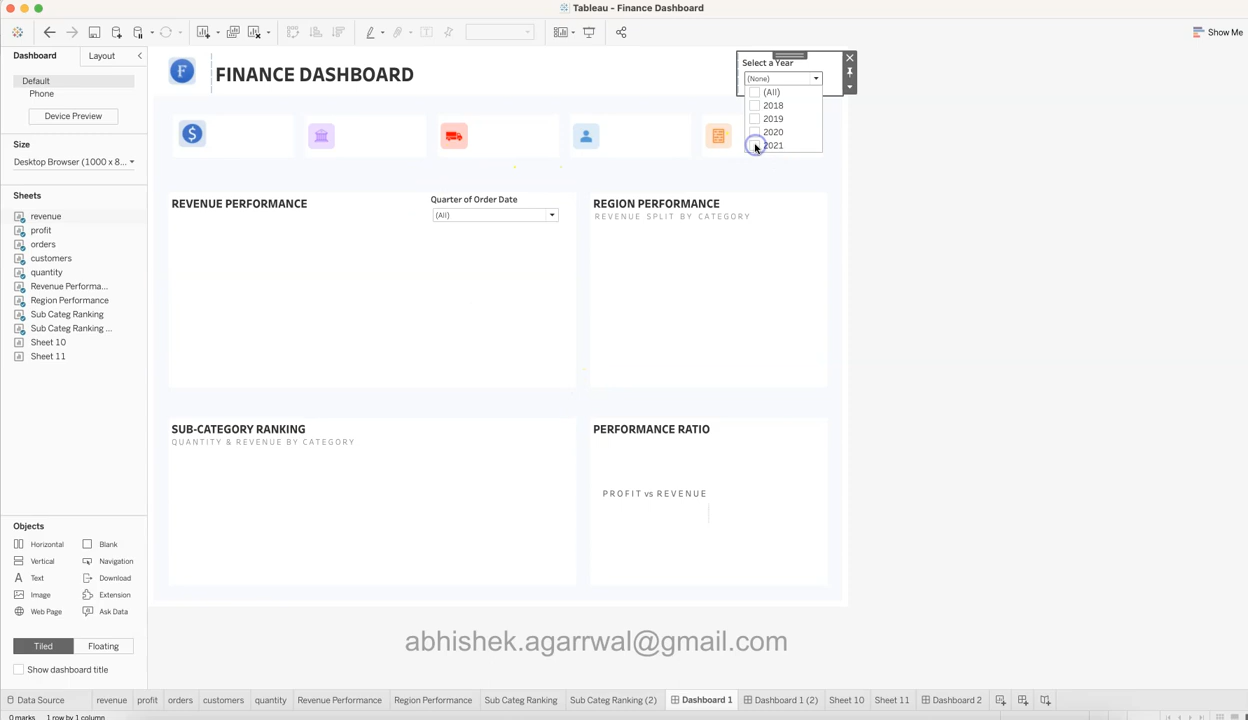 Tableau - Finance Dashboard
Show Me
Dashboard
Layout
Default
Phone
Device Preview
Size
Desktop Browser (1000 x 8...
Sheets
revenue
profit
orders
customers
quantity
Revenue Performa...
Region Performance
Sub Categ Ranking
Sub Categ Ranking ...
Sheet 10
Sheet 11
Objects
Horizontal
Blank
Vertical
Navigation
Text
Download
Image
Extension
Web Page
Ask Data
Tiled
Floating
Show dashboard title
F
FINANCE DASHBOARD
Select a Year
(None)
(All)
2018
2019
2020
2021
$
REVENUE PERFORMANCE
Quarter of Order Date
(All)
REGION PERFORMANCE
REVENUE SPLIT BY CATEGORY
SUB-CATEGORY RANKING
QUANTITY & REVENUE BY CATEGORY
PERFORMANCE RATIO
PROFIT vs REVENUE
abhishek.agarrwal@gmail.com
Data Source
revenue
profit
orders
customers
quantity
Revenue Performance
Region Performance
Sub Categ Ranking
Sub Categ Ranking (2)
Dashboard 1
Dashboard 1 (2)
Sheet 10
Sheet 11
Dashboard 2
0 marks
1 row by 1 column